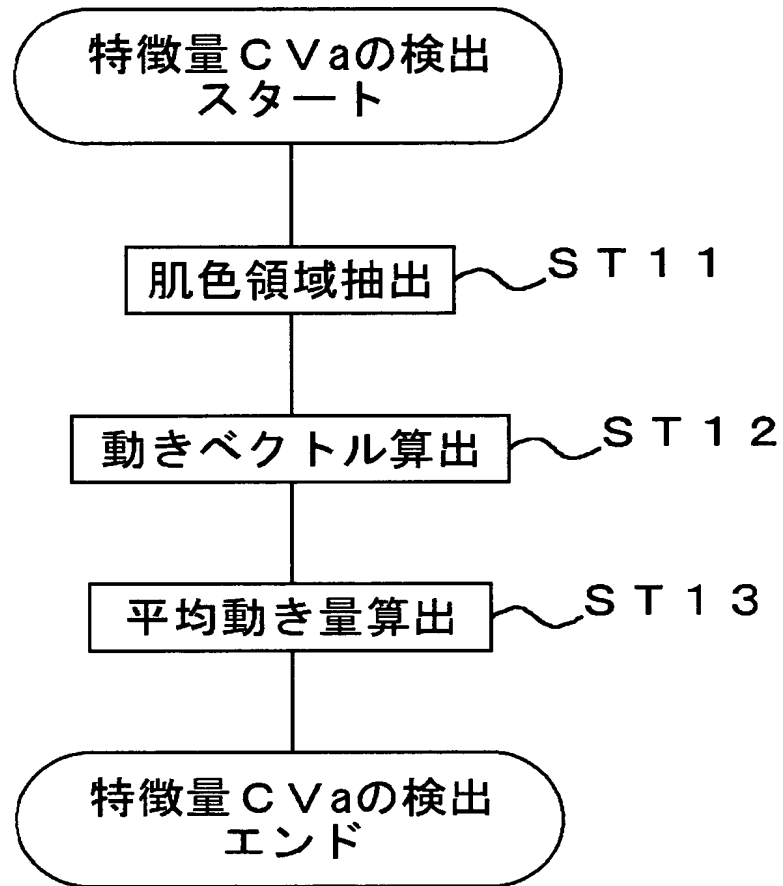 特徴量ＣＶaの検出
スタート
肌色領域抽出
ＳＴ１１
動きベクトル算出
ＳＴ１２
平均動き量算出
ＳＴ１３
特徴量ＣＶaの検出
エンド